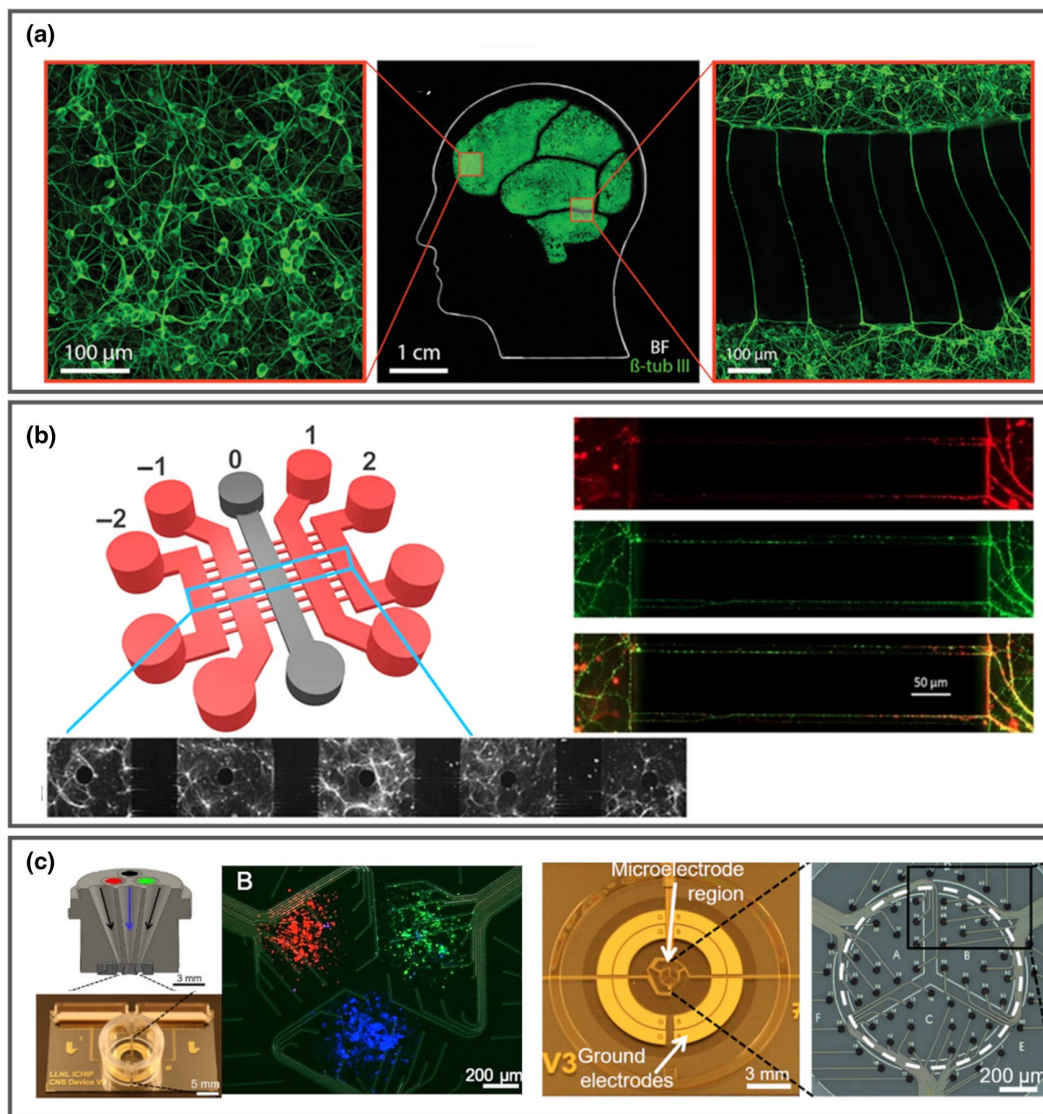 (a)
100 µm
1 cm
BF
ß-tub III
100 µm
(b)
−2
−1
0
1
2
50 µm
(c)
3 mm
LLNL iCHIP
CNS Device V3
5 mm
B
200 µm
Microelectrode
region
G
S
G
S
G
S
V3
Ground
electrodes
3 mm
A
B
C
F
E
200 µm